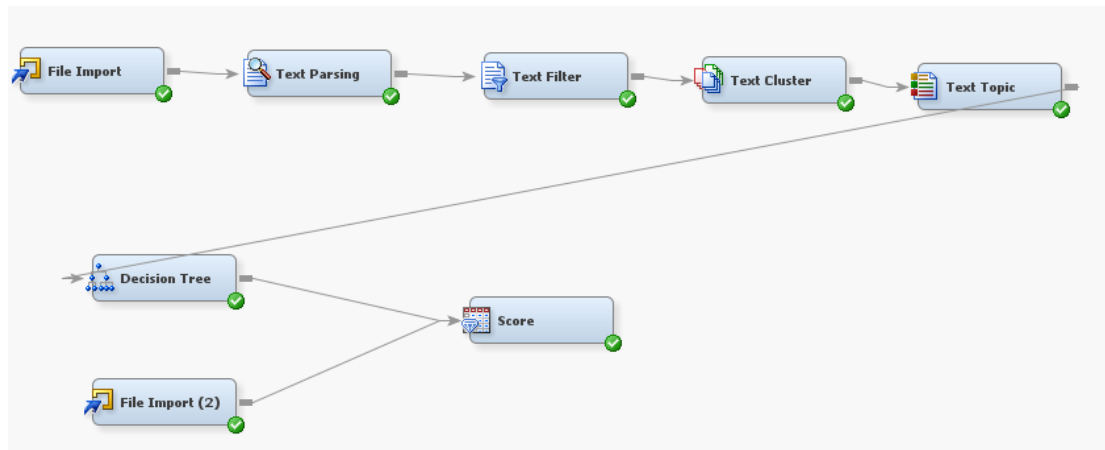 File Import
Text Parsing
Text Filter
Text Cluster
Text Topic
Decision Tree
Score
File Import (2)